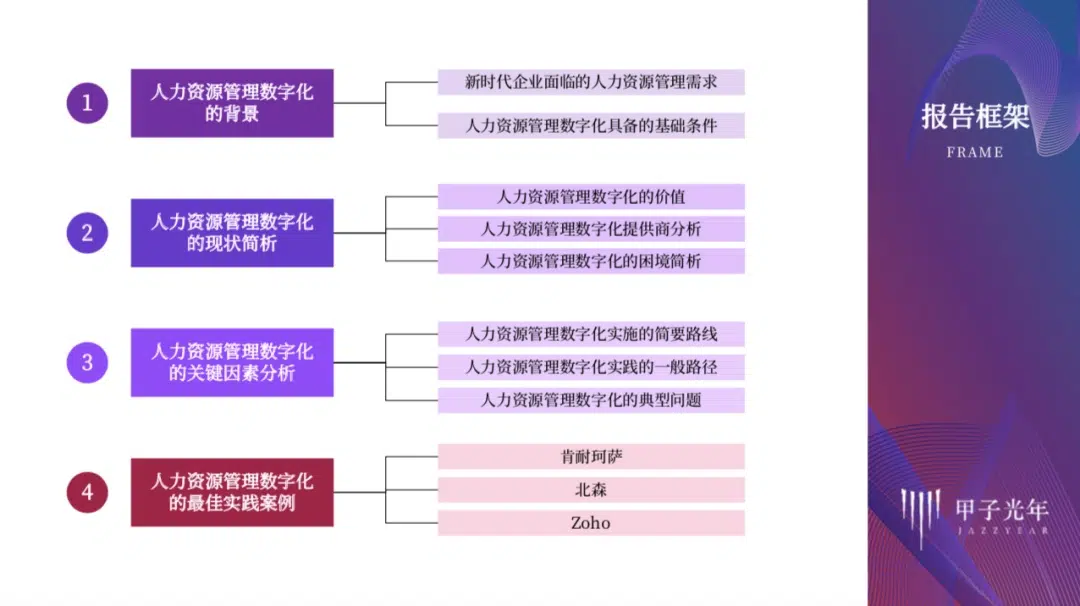 1
人力资源管理数字化
的背景
新时代企业面临的人力资源管理需求
人力资源管理数字化具备的基础条件
2
人力资源管理数字化
的现状简析
人力资源管理数字化的价值
人力资源管理数字化提供商分析
人力资源管理数字化的困境简析
3
人力资源管理数字化
的关键因素分析
人力资源管理数字化实施的简要路线
人力资源管理数字化实践的一般路径
人力资源管理数字化的典型问题
4
人力资源管理数字化
的最佳实践案例
肯耐珂萨
北森
Zoho
报告框架
FRAME
甲子光年
JAZZYEAR